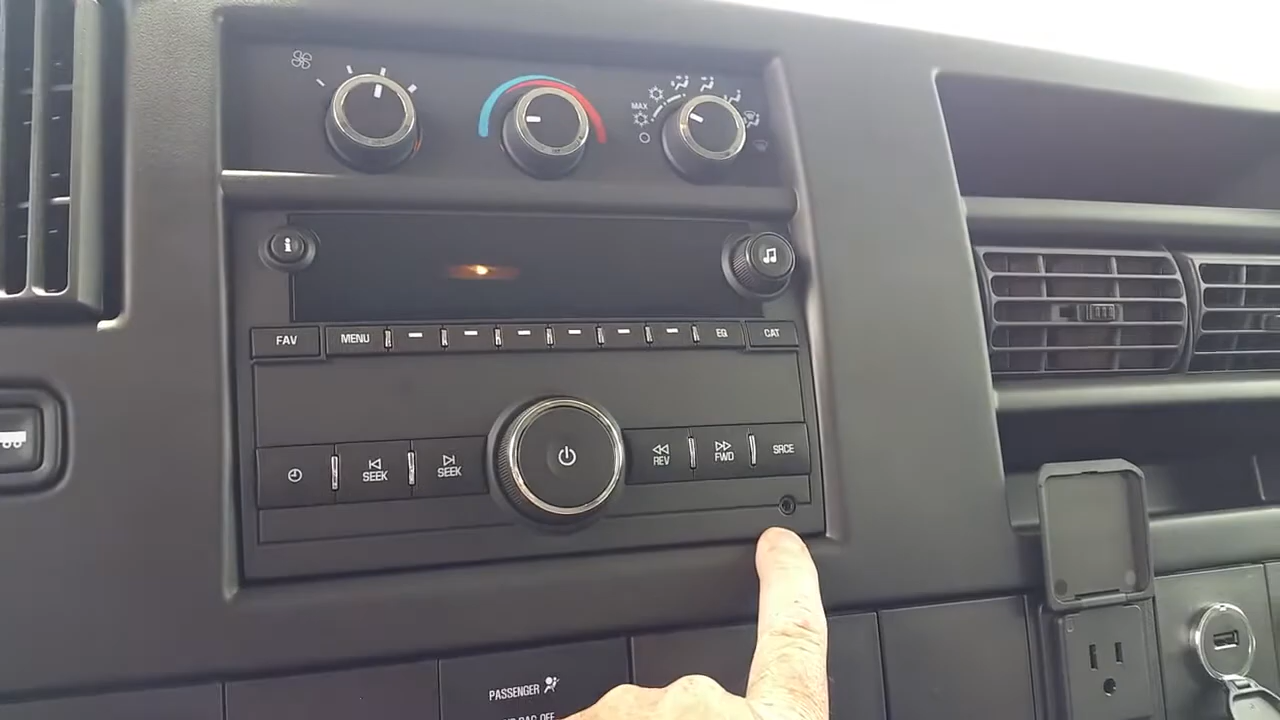 MAX
i
FAV
MENU
EQ
CAT
SEEK
SEEK
REV
FWD
SRCE
PASSENGER